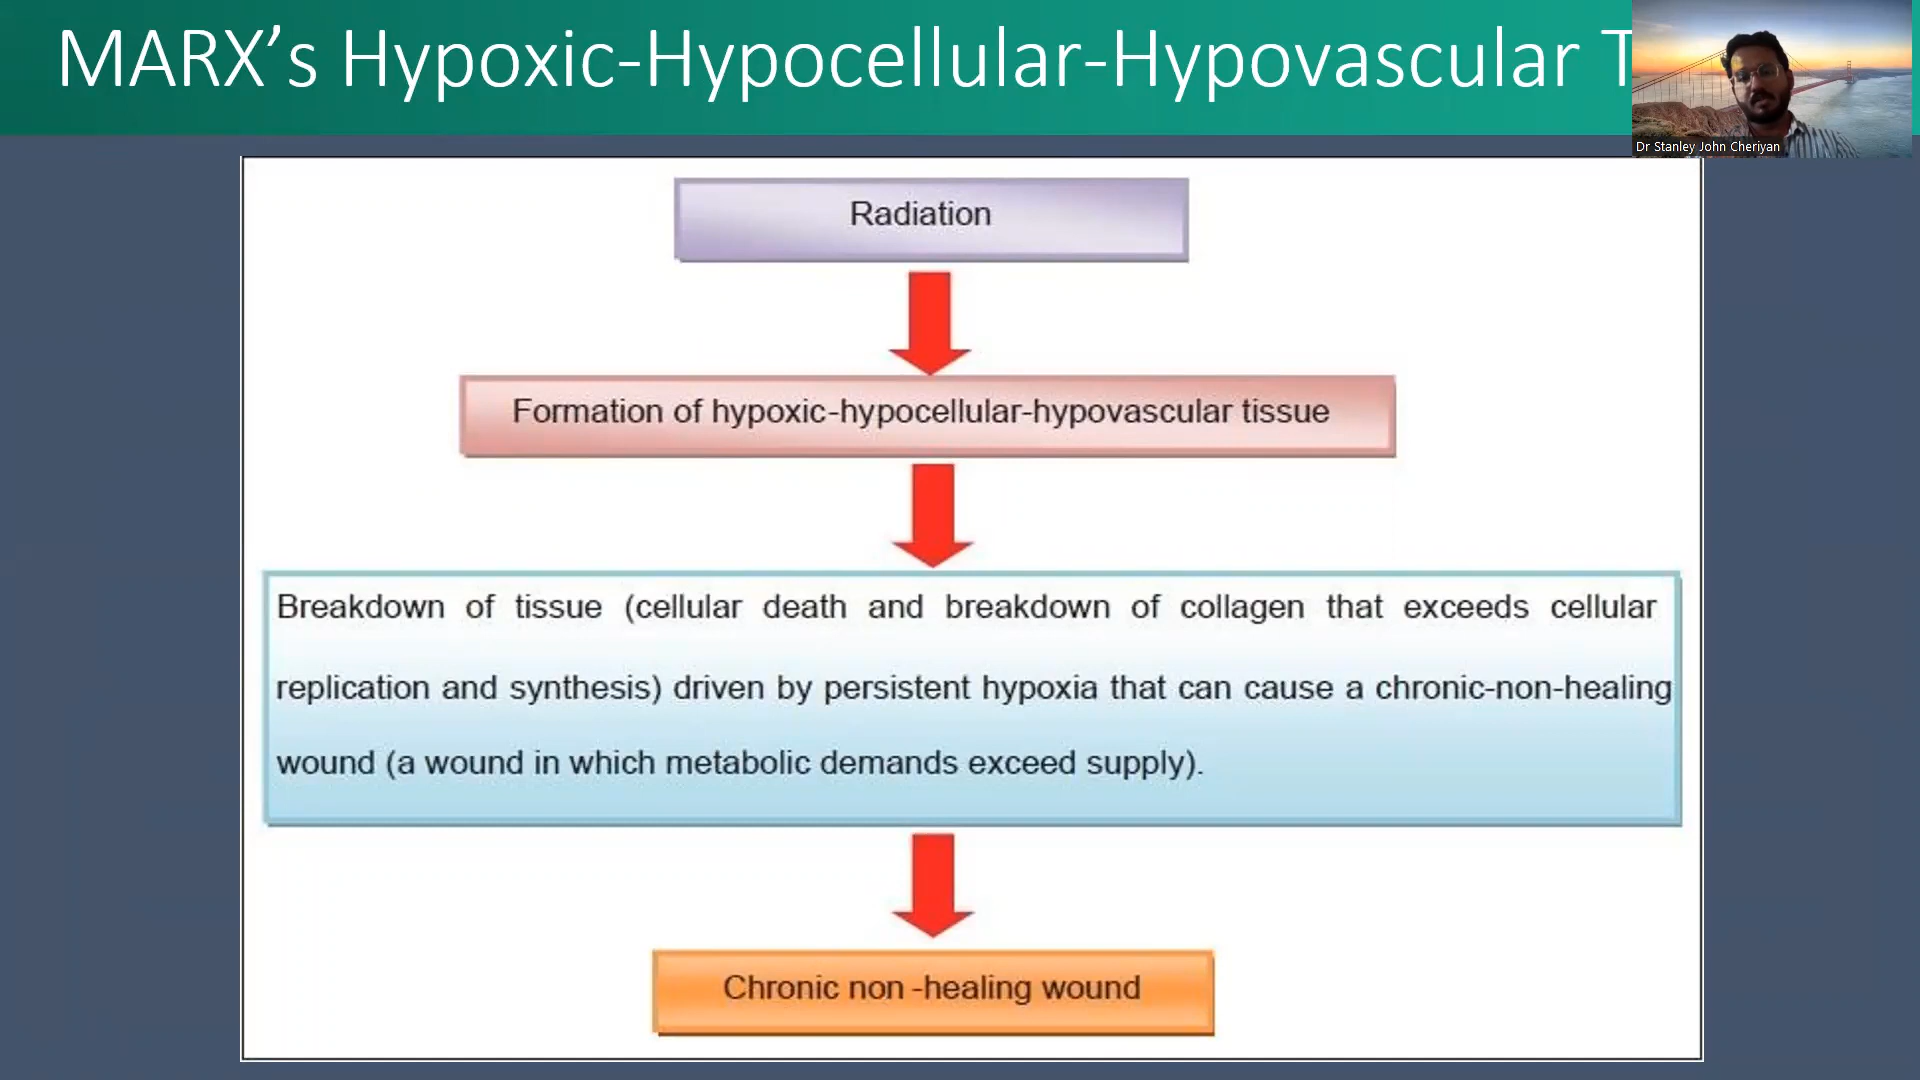 MARX’s Hypoxic-Hypocellular-Hypovascular T
Dr Stanley John Cheriyan
Radiation
Formation of hypoxic-hypocellular-hypovascular tissue
Breakdown of tissue (cellular death and breakdown of collagen that exceeds cellular
replication and synthesis) driven by persistent hypoxia that can cause a chronic-non-healing
wound (a wound in which metabolic demands exceed supply).
Chronic non -healing wound